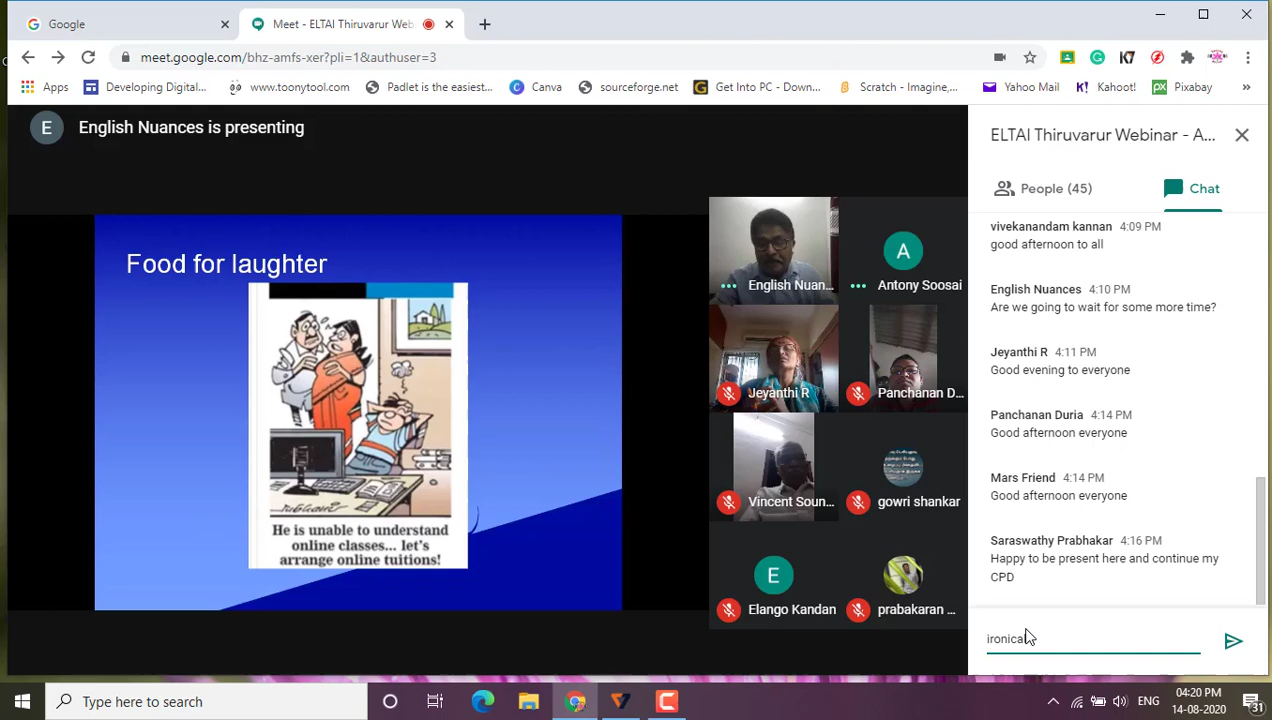 Google
Meet - ELTAI Thiruvarur Web
meet.google.com/bhz-amfs-xer?pli=1&authuser=3
Apps Developing Digital... www.tonytool.com Padlet is the easiest... Canva sourceforge.net Get Into PC - Down... Scratch - Imagine,... Yahoo Mail Kahoot! Pixabay »
E English Nuances is presenting
ELTAI Thiruvarur Webinar - A...
People (45) Chat
Food for laughter
He is unable to understand
online classes... let's
arrange online tuitions!
English Nuan...
A
Antony Soosai
Jeyanthi R
Panchanan D...
Vincent Soun...
gowri shankar
E
Elango Kandan
prabakaran ...
vivekanandam kannan 4:09 PM
good afternoon to all
English Nuances 4:10 PM
Are we going to wait for some more time?
Jeyanthi R 4:11 PM
Good evening to everyone
Panchanan Duria 4:14 PM
Good afternoon everyone
Mars Friend 4:14 PM
Good afternoon everyone
Saraswathy Prabhakar 4:16 PM
Happy to be present here and continue my
CPD
ironical
Type here to search
ENG
04:20 PM
14-08-2020
31